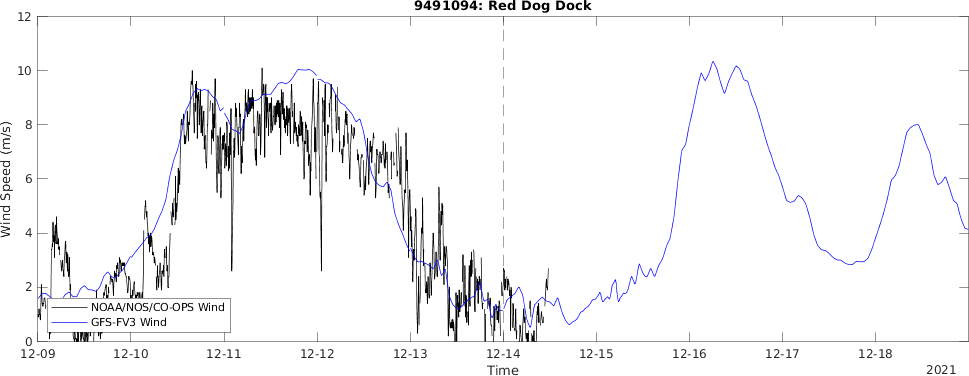 9491094: Red Dog Dock
Wind Speed (m/s)
12
10
8
6
4
2
0
NOAA/NOS/CO-OPS Wind
GFS-FV3 Wind
12-09 12-10 12-11 12-12 12-13 12-14 12-15 12-16 12-17 12-18
Time
2021